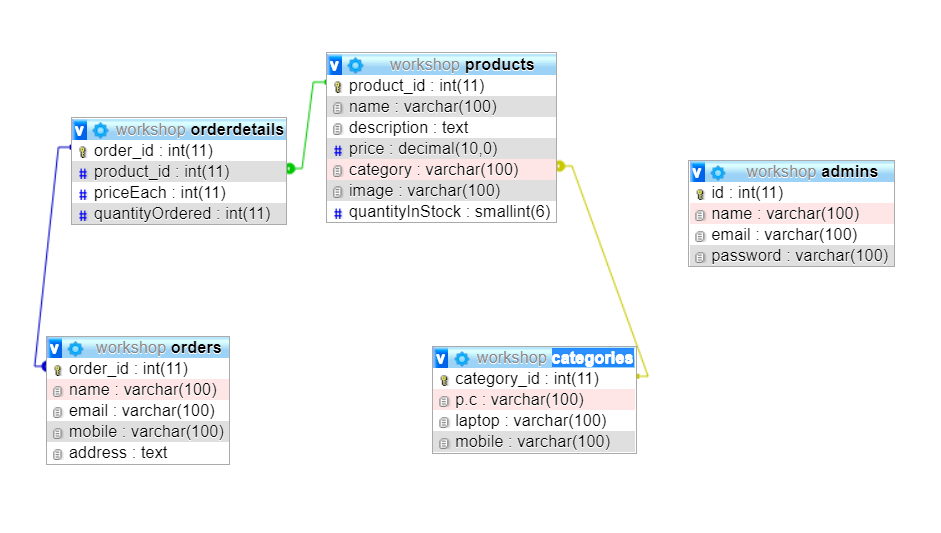 v workshop products
product_id : int(11)
name : varchar(100)
description : text
# price : decimal(10,0)
category : varchar(100)
image : varchar(100)
# quantityInStock : smallint(6)
v workshop orderdetails
order_id : int(11)
# product_id : int(11)
# priceEach : int(11)
# quantityOrdered : int(11)
v workshop admins
id : int(11)
name : varchar(100)
email : varchar(100)
password : varchar(100)
v workshop orders
order_id : int(11)
name : varchar(100)
email : varchar(100)
mobile : varchar(100)
address : text
v workshop categories
category_id : int(11)
p.c : varchar(100)
laptop : varchar(100)
mobile : varchar(100)